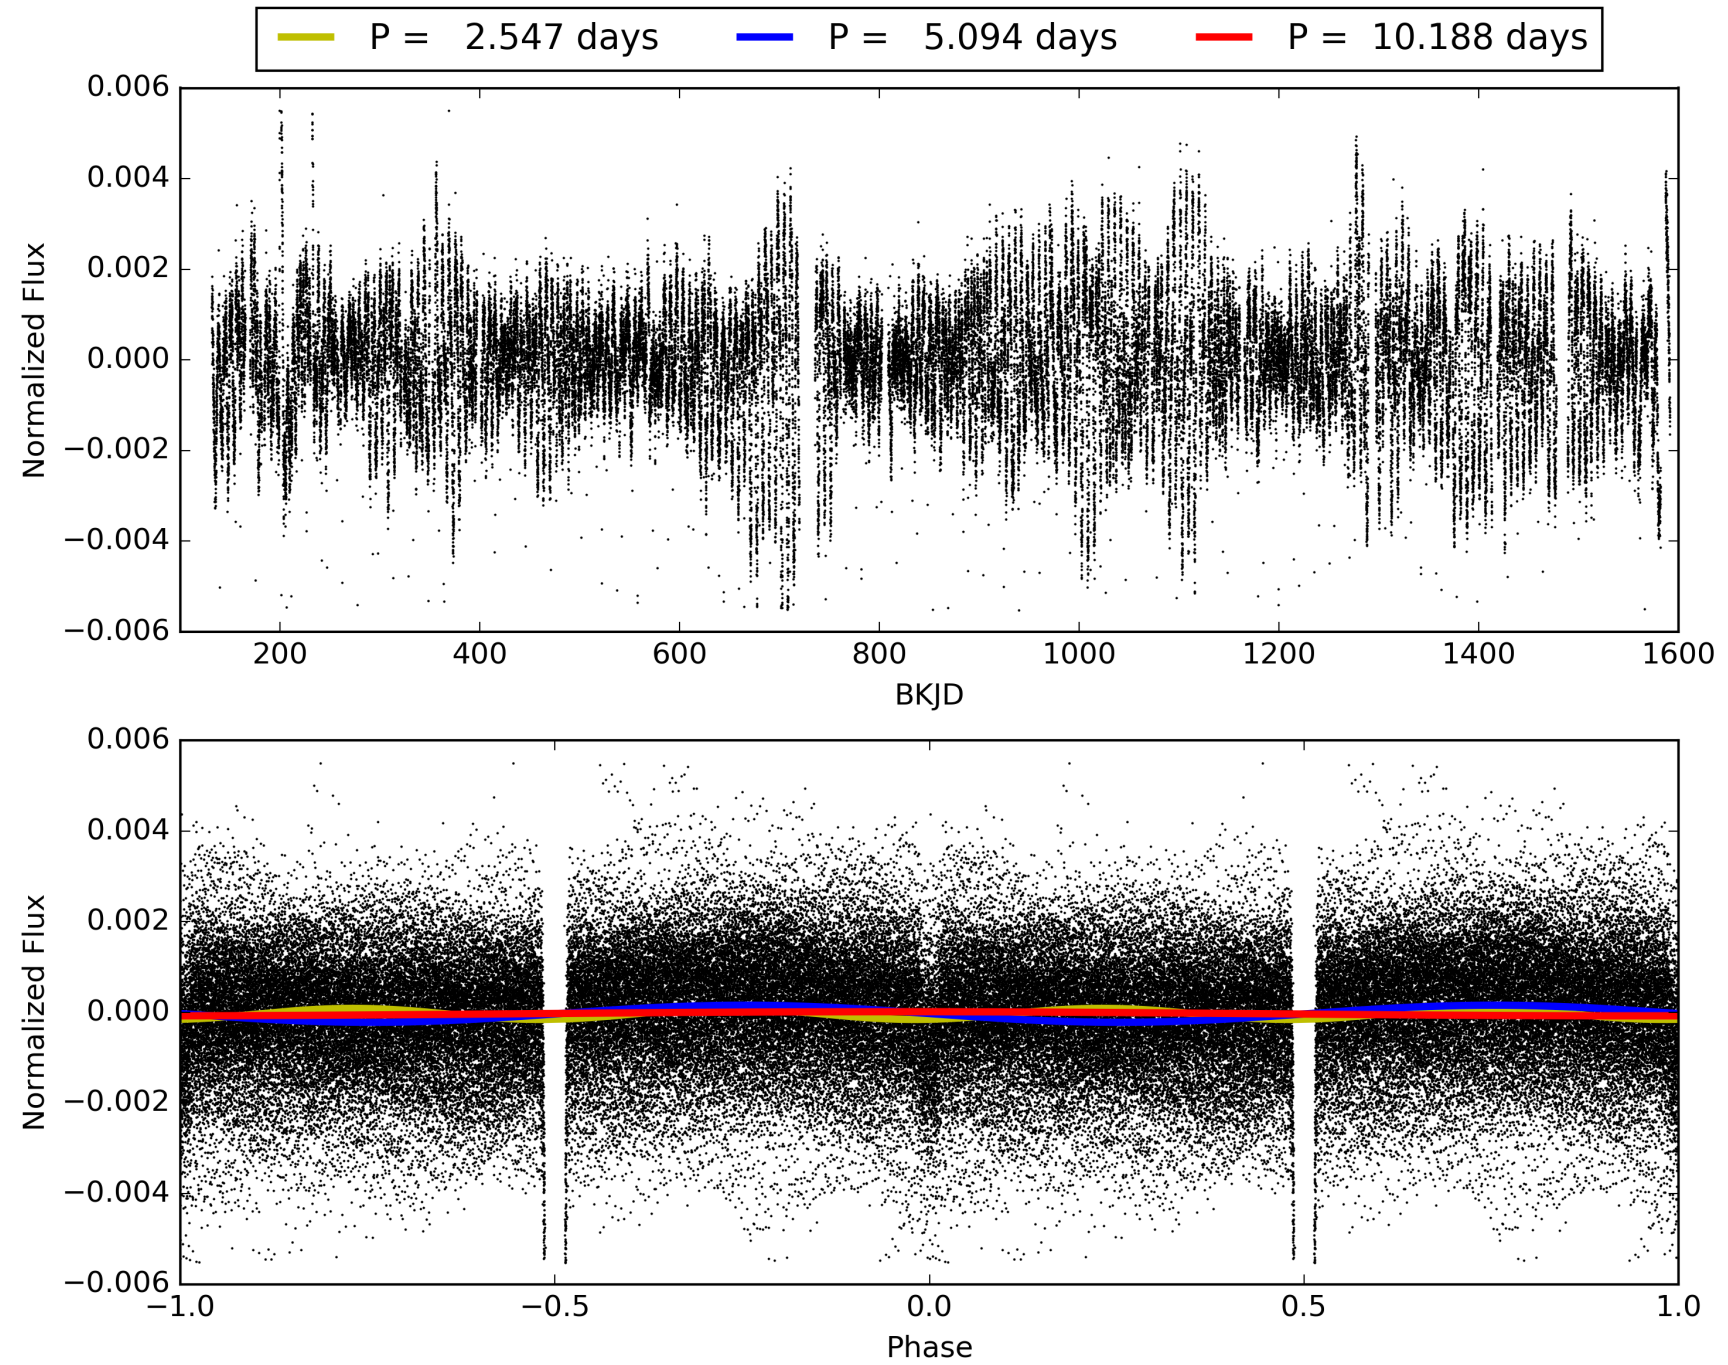 P = 2.547 days P = 5.094 days P = 10.188 days
0.006
0.004
0.002
0.000
−0.002
−0.004
−0.006
Normalized Flux
200 400 600 800 1000 1200 1400 1600
BKJD
0.006
0.004
0.002
0.000
−0.002
−0.004
−0.006
Normalized Flux
−1.0 −0.5 0.0 0.5 1.0
Phase